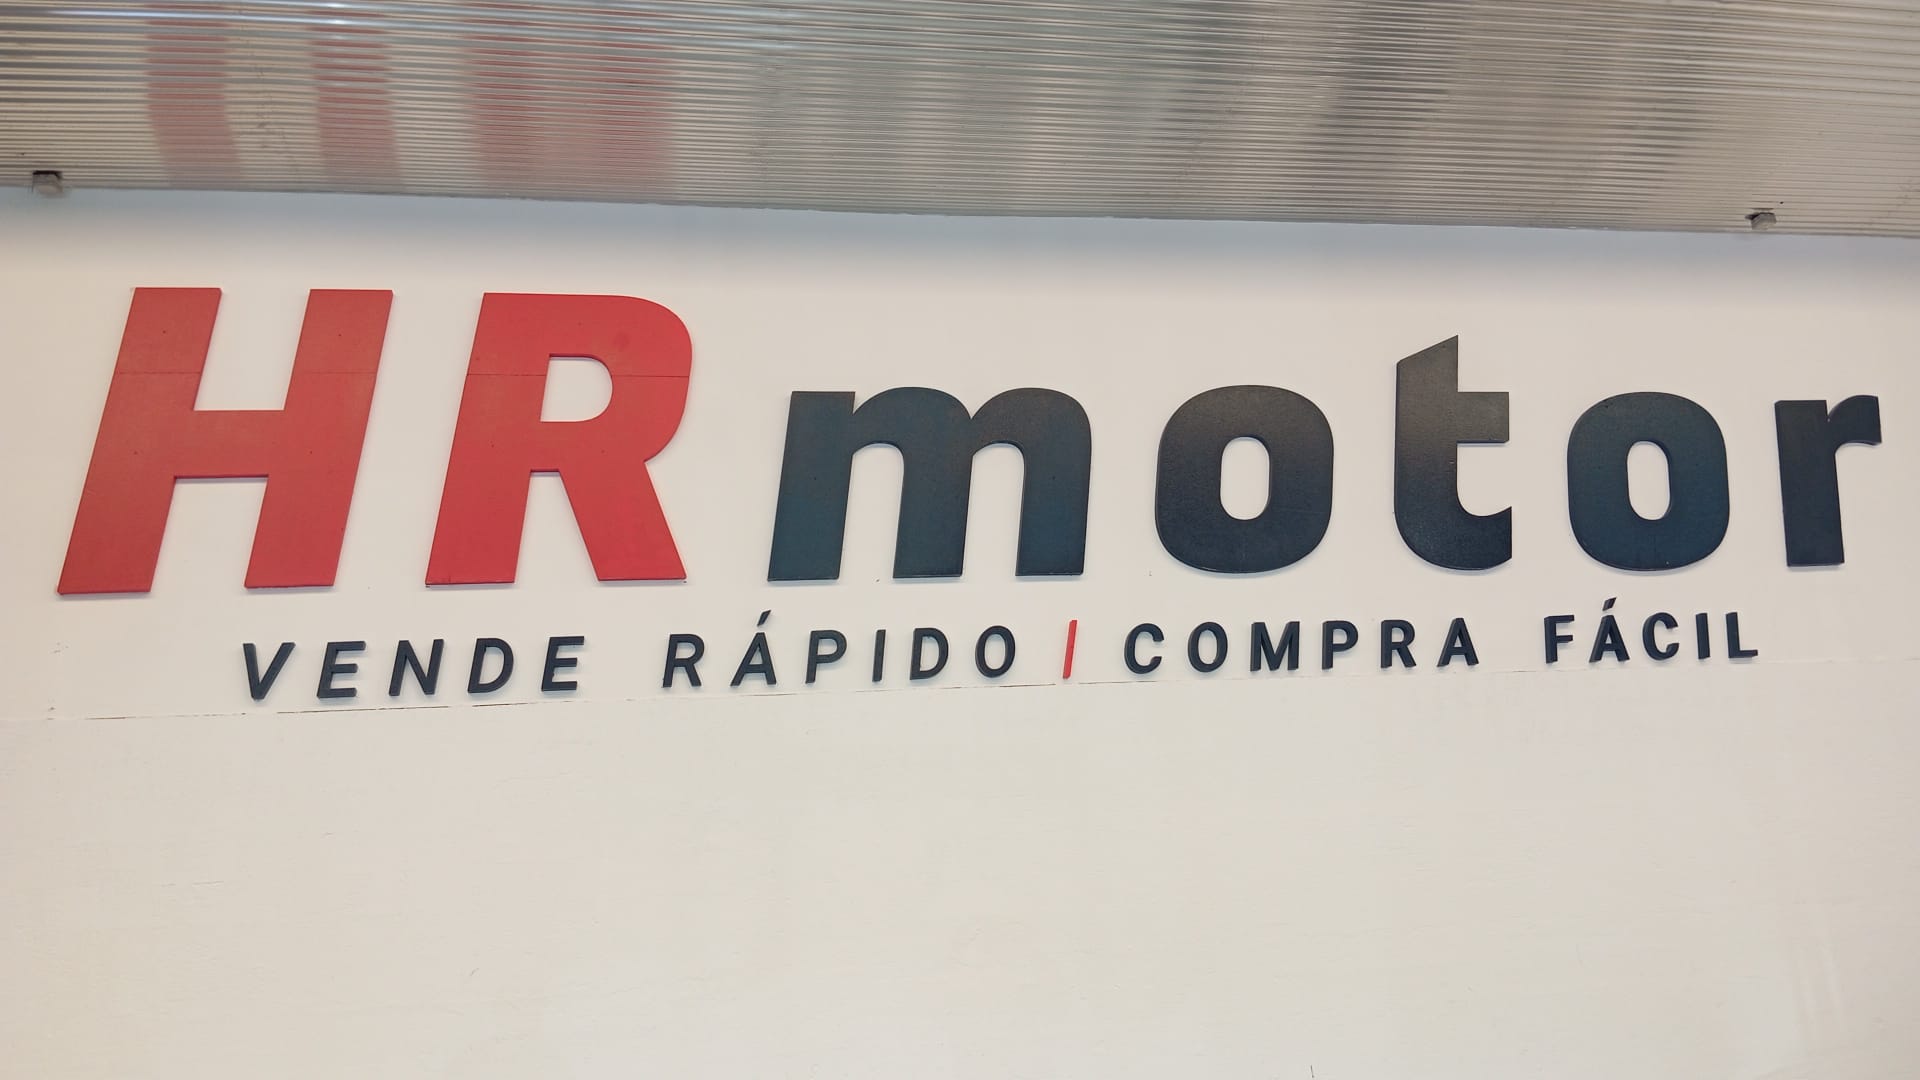 HRmotor
VENDE RÁPIDO | COMPRA FÁCIL